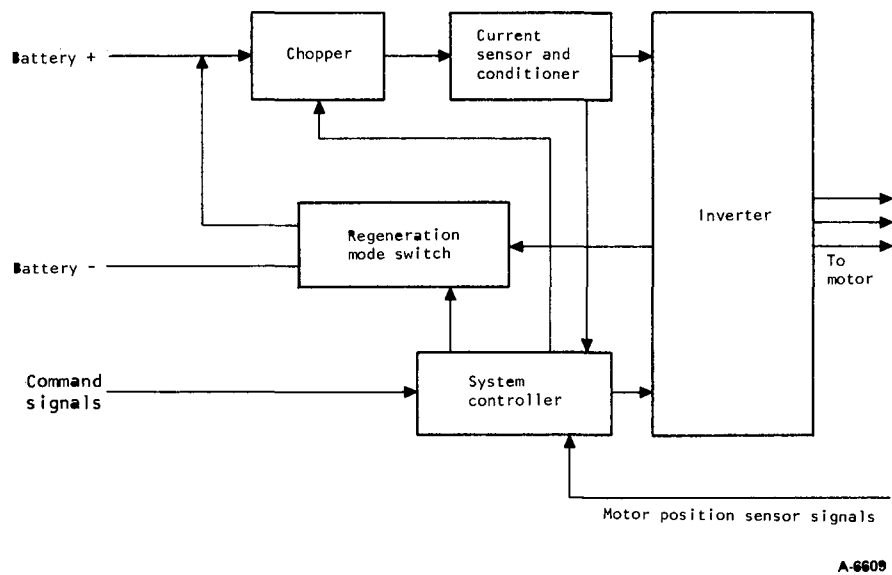 Battery +
Chopper
Current
sensor and
conditioner
Inverter
Regeneration
mode switch
Battery -
To
motor
Command
signals
System
controller
Motor position sensor signals
A-6609